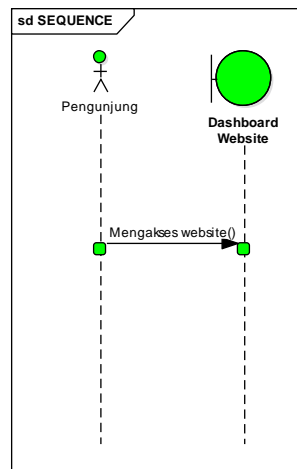 sd SEQUENCE
Pengunjung
Dashboard
Website
Mengakses website()